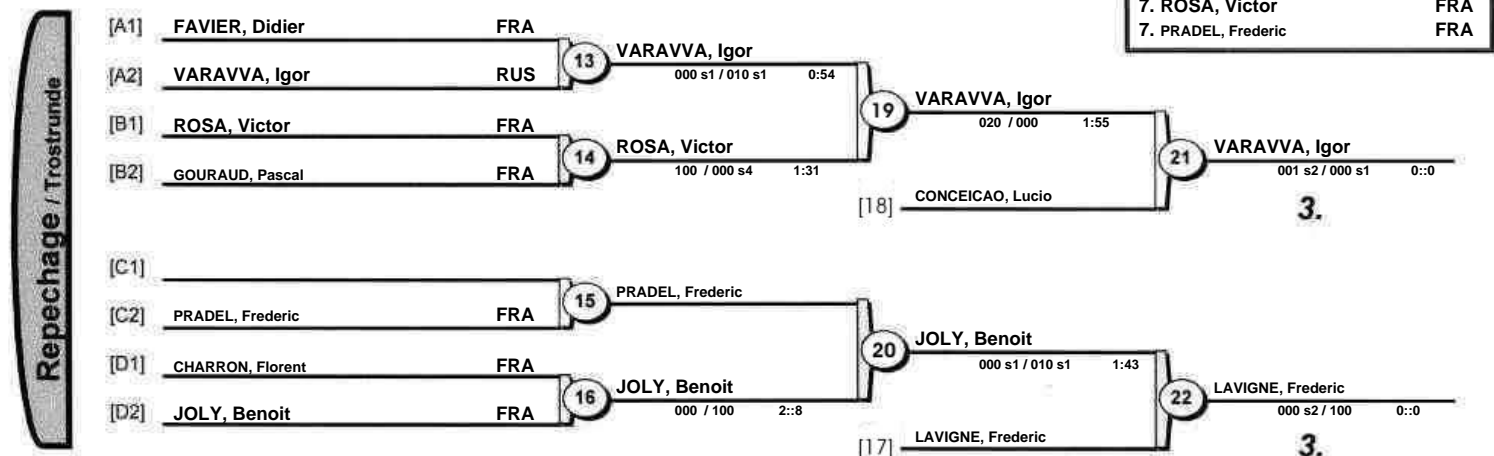 7. ROSA, Victor FRA
7. PRADEL, Frederic FRA
Repechage / Trostrunde
[A1] FAVIER, Didier FRA
13 VARAVVA, Igor
000 s1 / 010 s1 0:54
[A2] VARAVVA, Igor RUS
19 VARAVVA, Igor
020 / 000 1:55
[B1] ROSA, Victor FRA
14 ROSA, Victor
100 / 000 s4 1:31
[B2] GOURAUD, Pascal FRA
21 VARAVVA, Igor
001 s2 / 000 s1 0::0
[18] CONCEICAO, Lucio
3.
[C1]
15 PRADEL, Frederic
[C2] PRADEL, Frederic FRA
20 JOLY, Benoit
000 s1 / 010 s1 1:43
[D1] CHARRON, Florent FRA
16 JOLY, Benoit
000 / 100 2::8
[D2] JOLY, Benoit FRA
22 LAVIGNE, Frederic
000 s2 / 100 0::0
[17] LAVIGNE, Frederic
3.